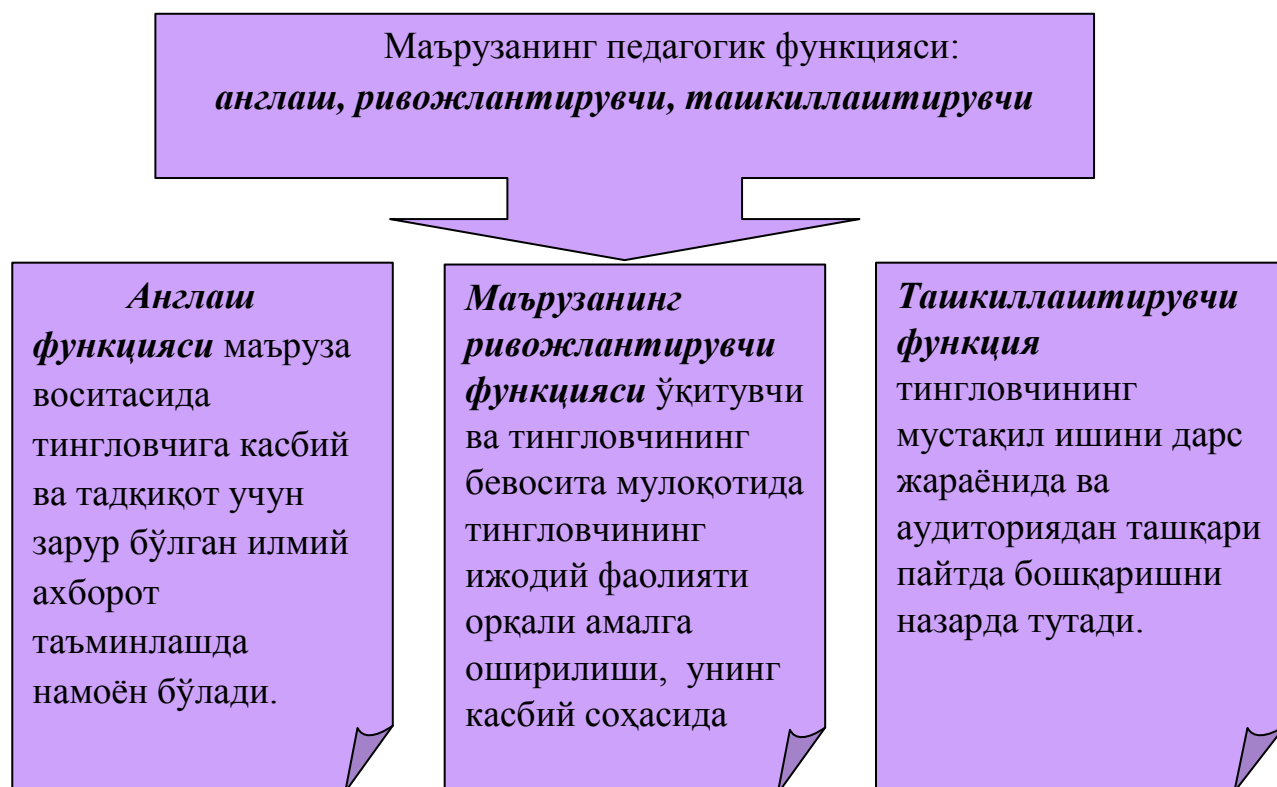 Маърузанинг педагогик функцияси:
англаш, ривожлантирувчи, ташкиллаштирувчи
Англаш
функцияси маъруза
воситасида
тингловчига касбий
ва тадқиқот учун
зарур бўлган илмий
ахборот
таъминлашда
намоён бўлади.
Маърузанинг
ривожлантирувчи
функцияси ўқитувчи
ва тингловчининг
бевосита мулоқотида
тингловчининг
ижодий фаолияти
орқали амалга
оширилиши, унинг
касбий соҳасида
Ташкиллаштирувчи
функция
тингловчининг
мустақил ишини дарс
жараёнида ва
аудиториядан ташқари
пайтда бошқаришни
назарда тутади.